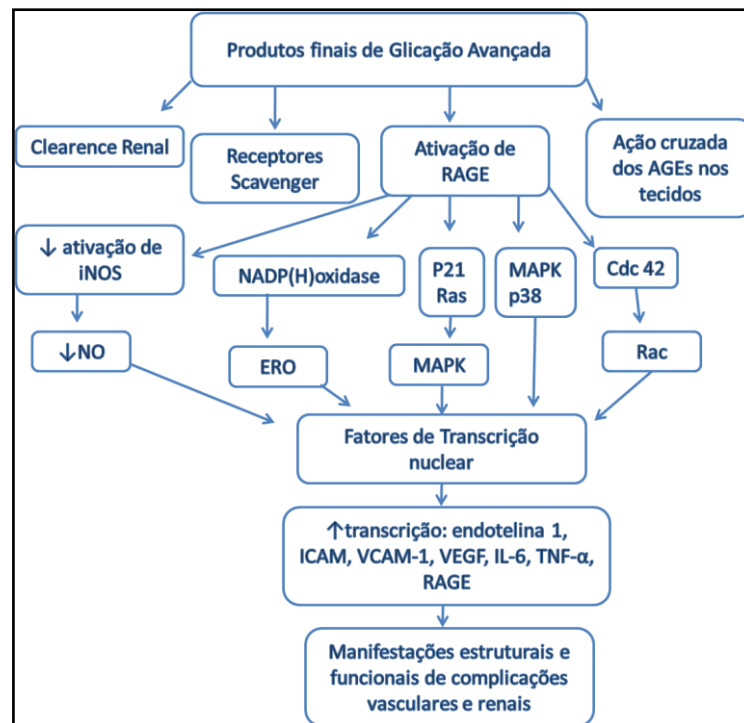 Produtos finais de Glicação Avançada
Clearence Renal
Receptores
Scavenger
Ativação de
RAGE
Ação cruzada
dos AGEs nos
tecidos
↓ ativação de
iNOS
NADP(H)oxidase
P21
Ras
MAPK
p38
Cdc 42
↓NO
ERO
MAPK
Rac
Fatores de Transcrição
nuclear
↑transcrição: endotelina 1,
ICAM, VCAM-1, VEGF, IL-6, TNF-α,
RAGE
Manifestações estruturais e
funcionais de complicações
vasculares e renais